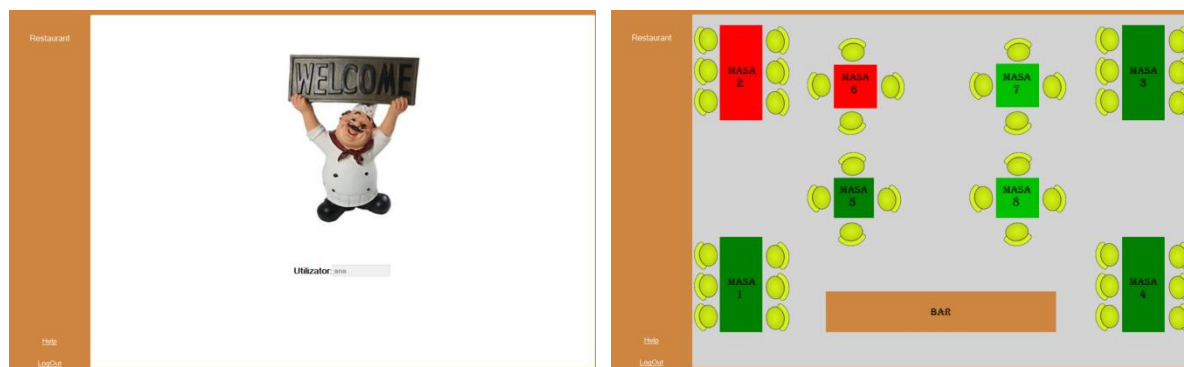 Restaurant
WELCOME
Utilizator: ana
Help
LogOut
Restaurant
MASA
2
MASA
6
MASA
7
MASA
3
MASA
5
MASA
8
MASA
1
MASA
4
BAR
Help
LogOut